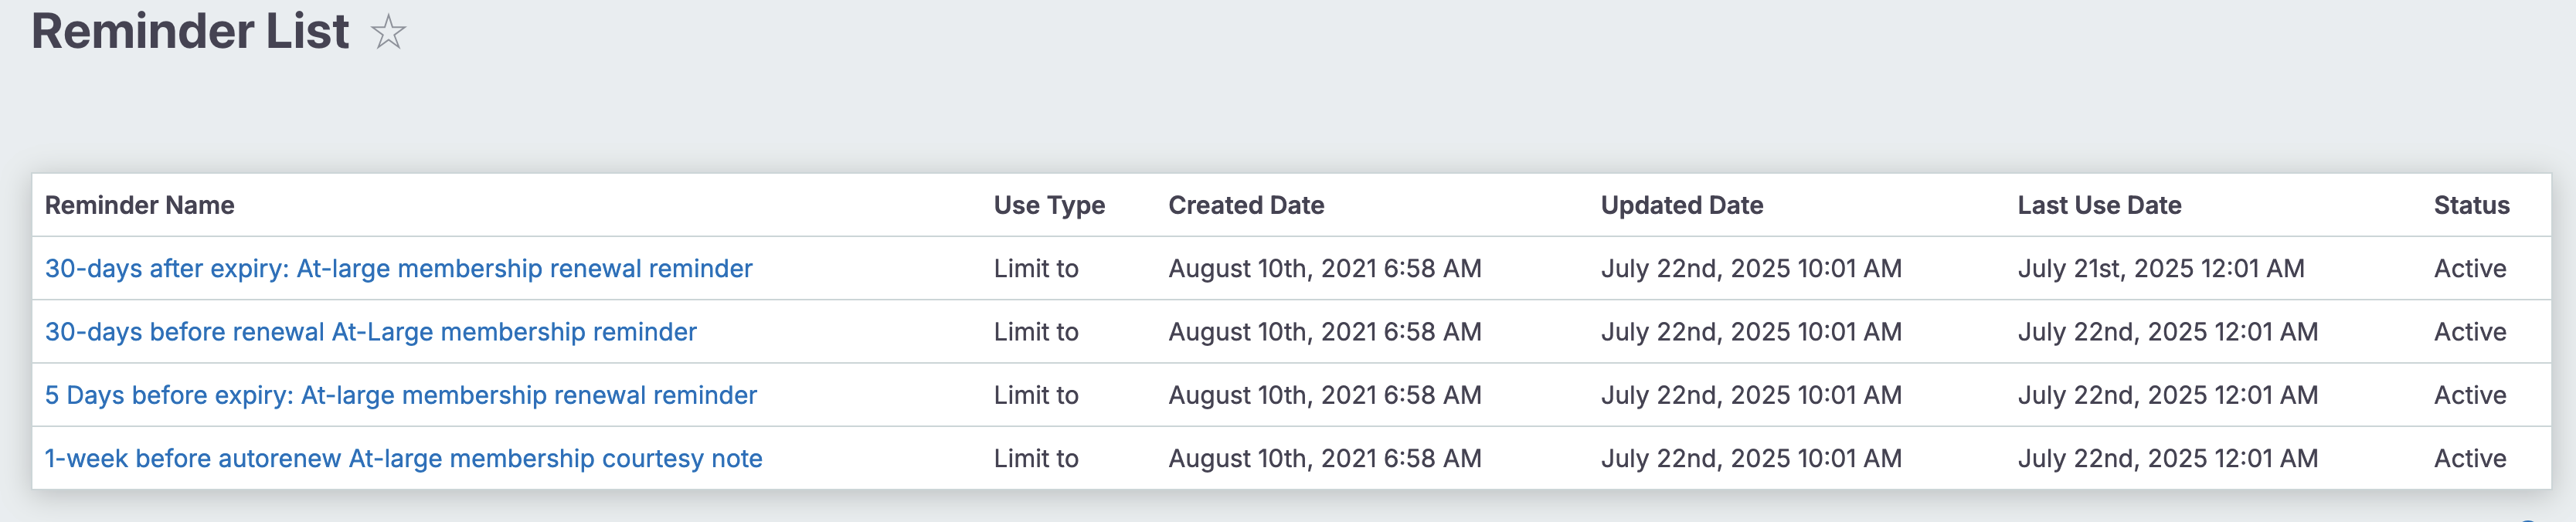 Reminder List
Reminder Name Use Type Created Date Updated Date Last Use Date Status
30-days after expiry: At-large membership renewal reminder Limit to August 10th, 2021 6:58 AM July 22nd, 2025 10:01 AM July 21st, 2025 12:01 AM Active
30-days before renewal At-Large membership reminder Limit to August 10th, 2021 6:58 AM July 22nd, 2025 10:01 AM July 22nd, 2025 12:01 AM Active
5 Days before expiry: At-large membership renewal reminder Limit to August 10th, 2021 6:58 AM July 22nd, 2025 10:01 AM July 22nd, 2025 12:01 AM Active
1-week before autorenew At-large membership courtesy note Limit to August 10th, 2021 6:58 AM July 22nd, 2025 10:01 AM July 22nd, 2025 12:01 AM Active